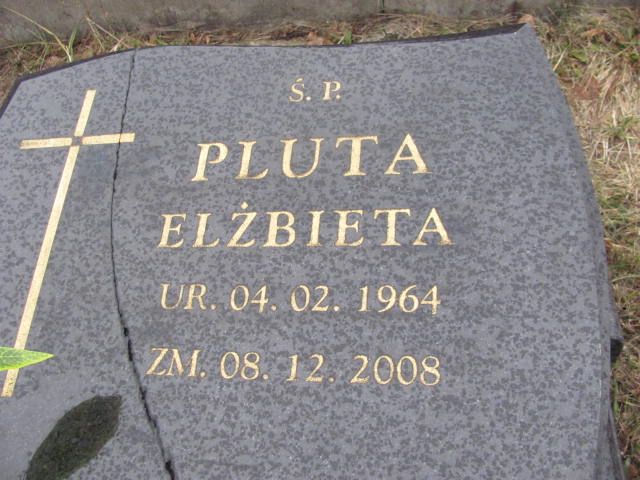 Ś. P.
PLUTA
ELŻBIETA
UR. 04. 02. 1964
ZM. 08. 12. 2008